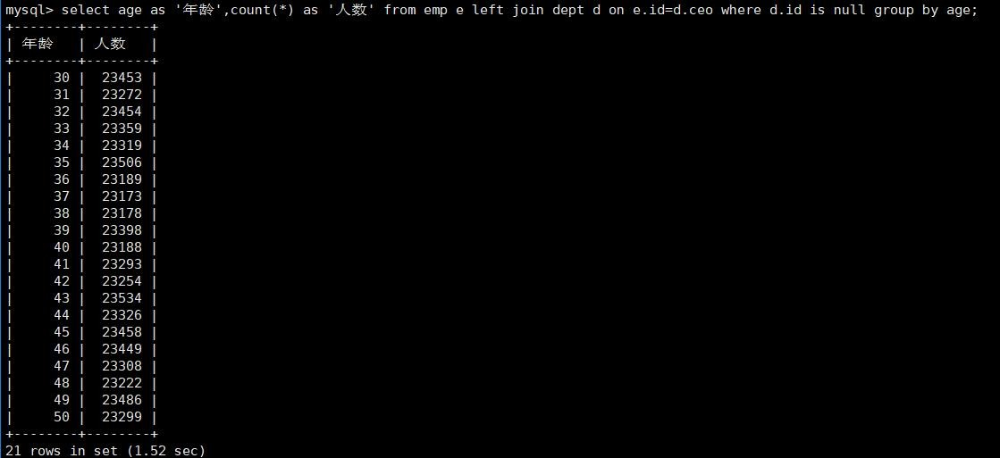 mysql> select age as '年龄',count(*) as '人数' from emp e left join dept d on e.id=d.ceo where d.id is null group by age;
+--------+--------+
| 年龄   | 人数   |
+--------+--------+
|     30 |  23453 |
|     31 |  23272 |
|     32 |  23454 |
|     33 |  23359 |
|     34 |  23319 |
|     35 |  23506 |
|     36 |  23189 |
|     37 |  23173 |
|     38 |  23178 |
|     39 |  23398 |
|     40 |  23188 |
|     41 |  23293 |
|     42 |  23254 |
|     43 |  23534 |
|     44 |  23326 |
|     45 |  23458 |
|     46 |  23449 |
|     47 |  23308 |
|     48 |  23222 |
|     49 |  23486 |
|     50 |  23299 |
+--------+--------+
21 rows in set (1.52 sec)